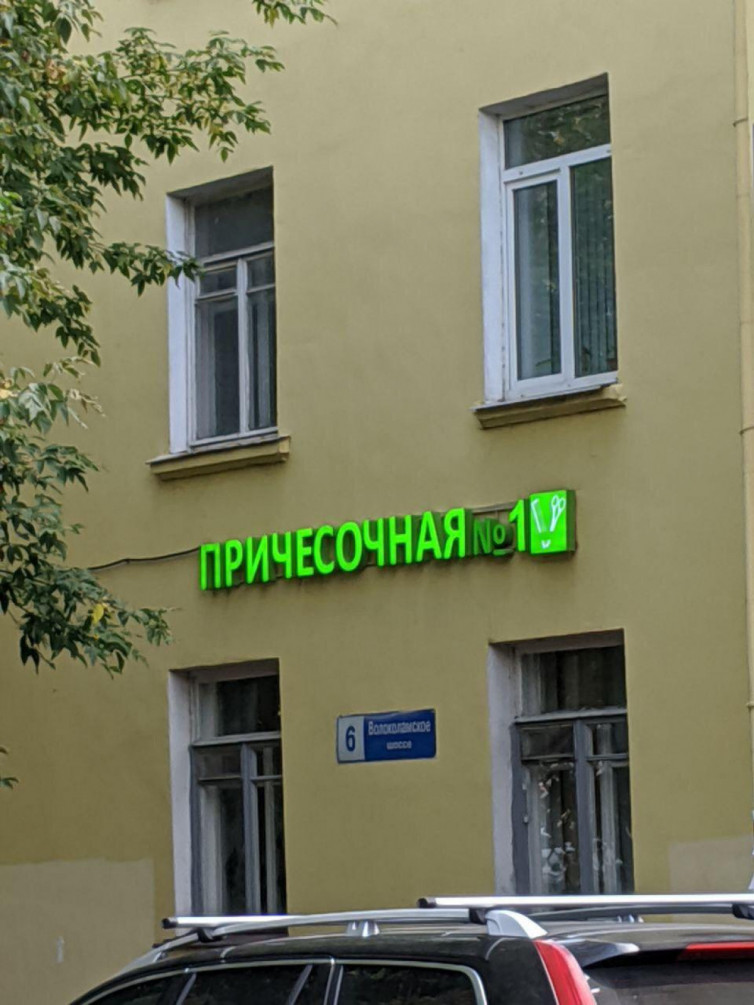 ПРИЧЕСОЧНАЯ №1
6 Волоколамское
шоссе